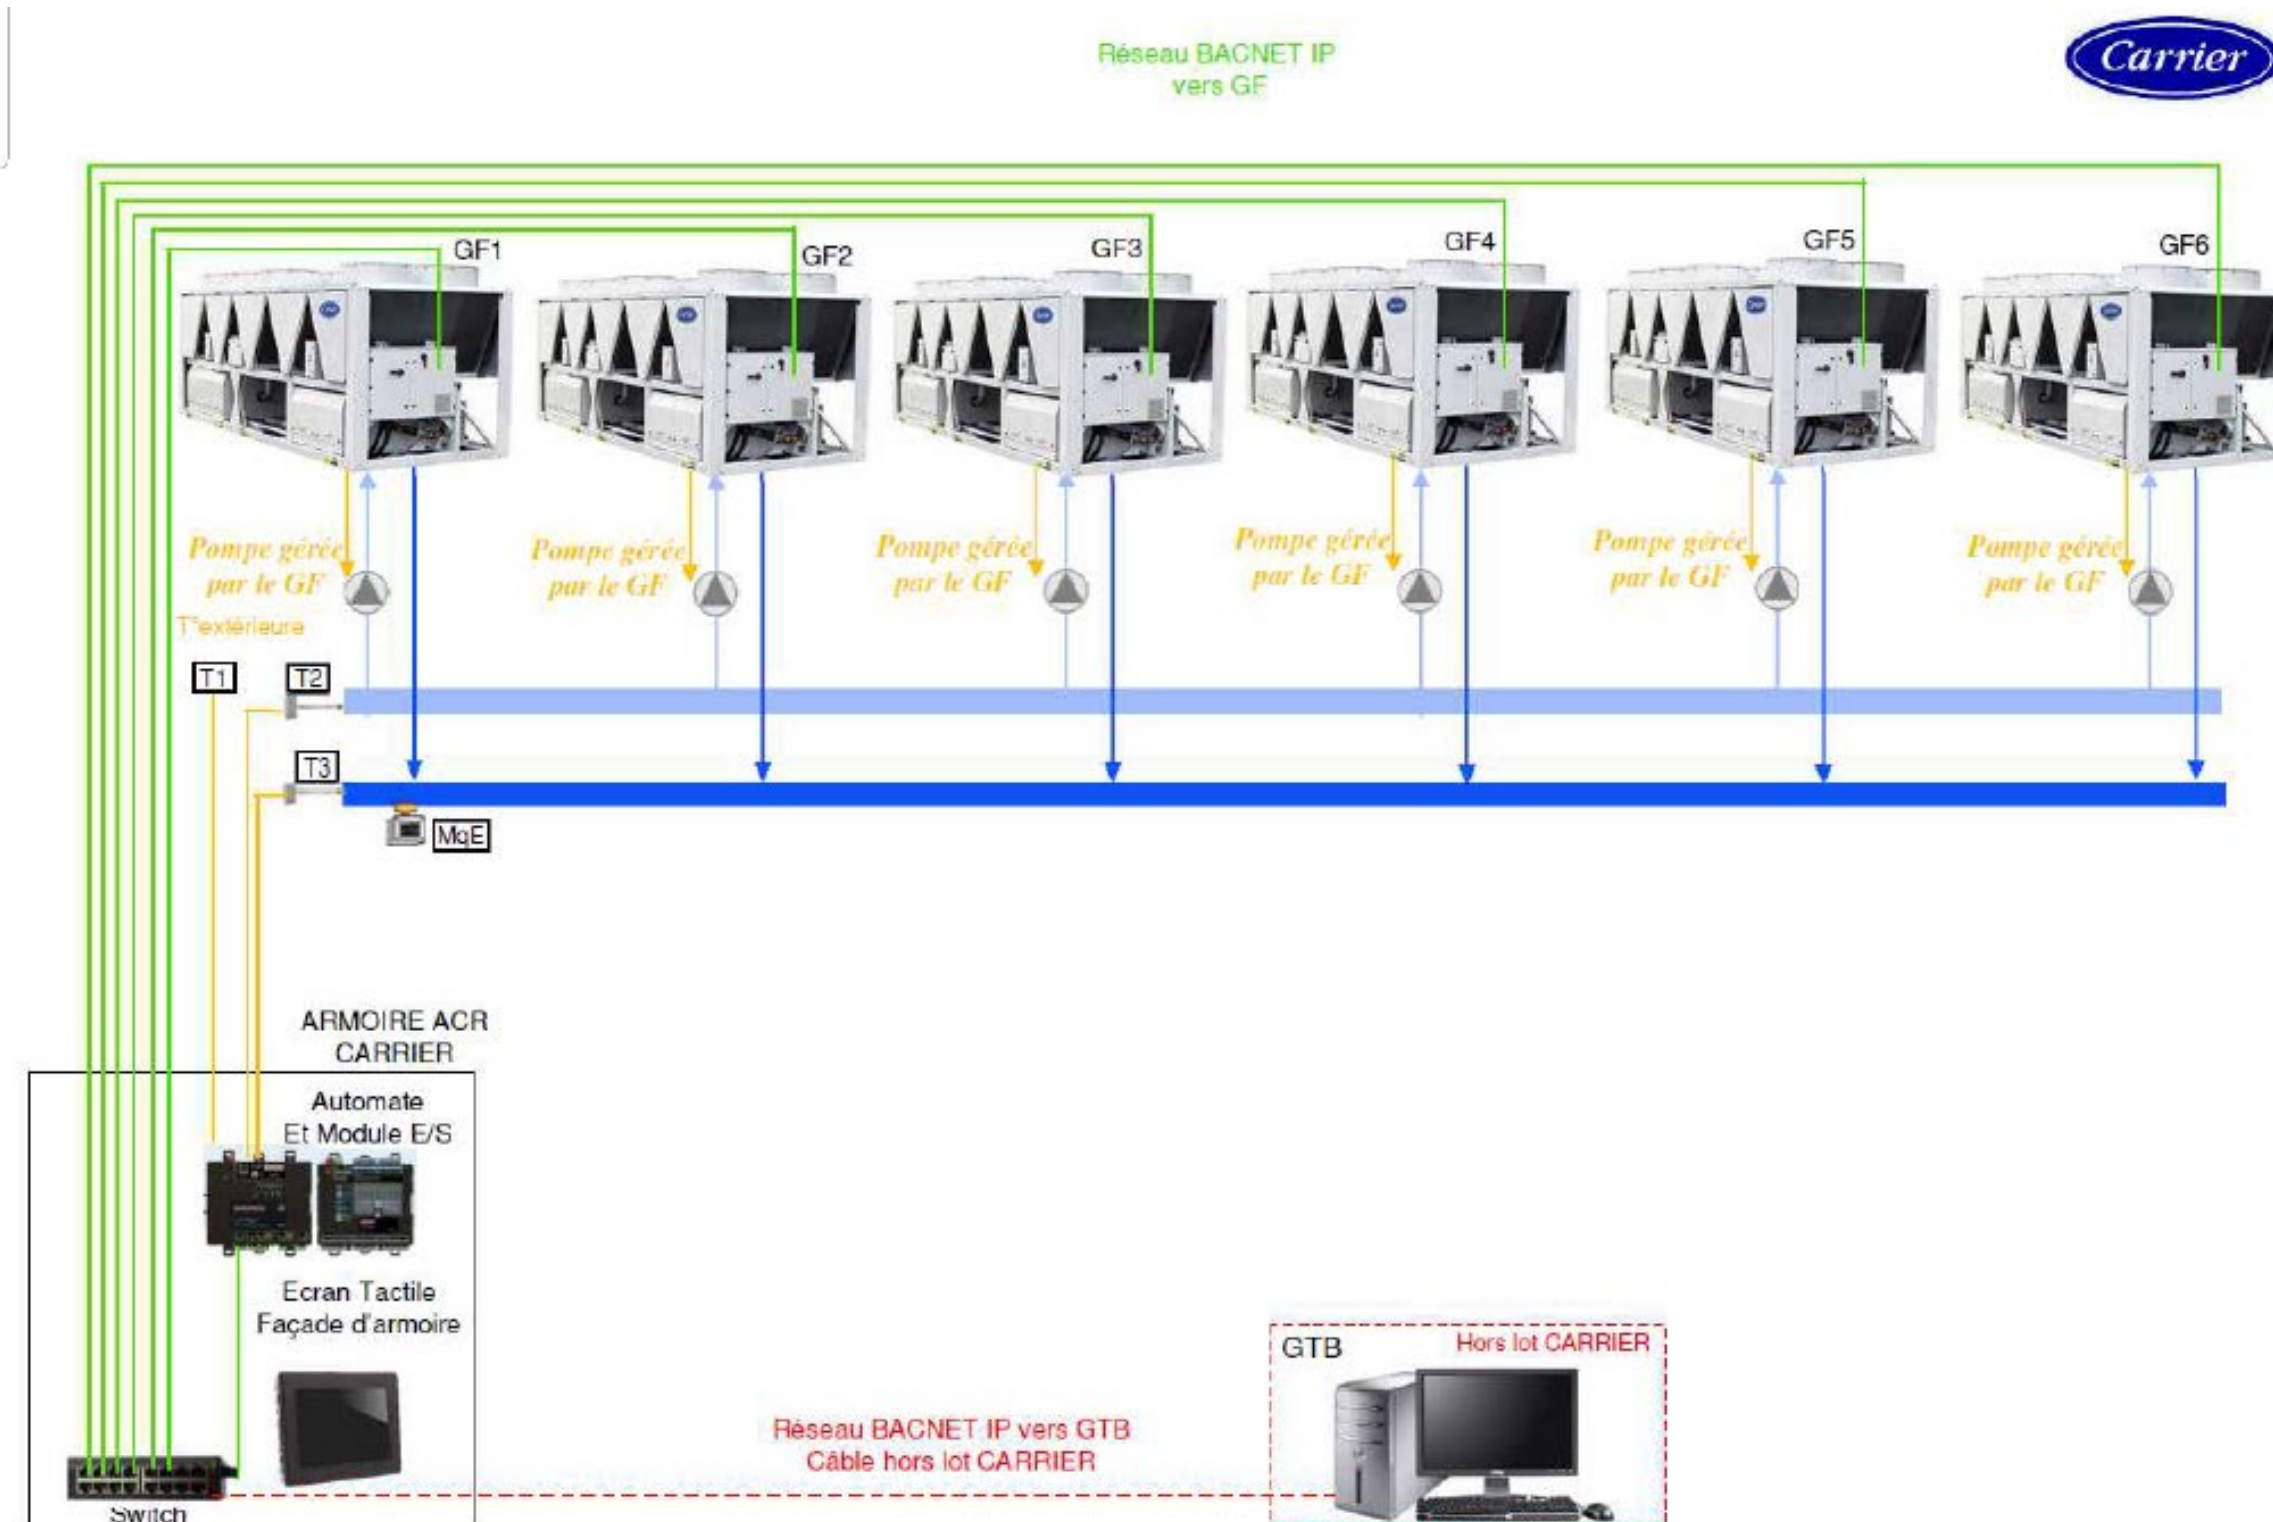 Réseau BACNET IP
vers GF
Carrier
GF1
GF2
GF3
GF4
GF5
GF6
Pompe gérée
par le GF
Pompe gérée
par le GF
Pompe gérée
par le GF
Pompe gérée
par le GF
Pompe gérée
par le GF
Pompe gérée
par le GF
T°extérieure
T1
T2
T3
MqE
ARMOIRE ACR
CARRIER
Automate
Et Module E/S
Ecran Tactile
Façade d'armoire
Switch
Réseau BACNET IP vers GTB
Câble hors lot CARRIER
GTB
Hors lot CARRIER